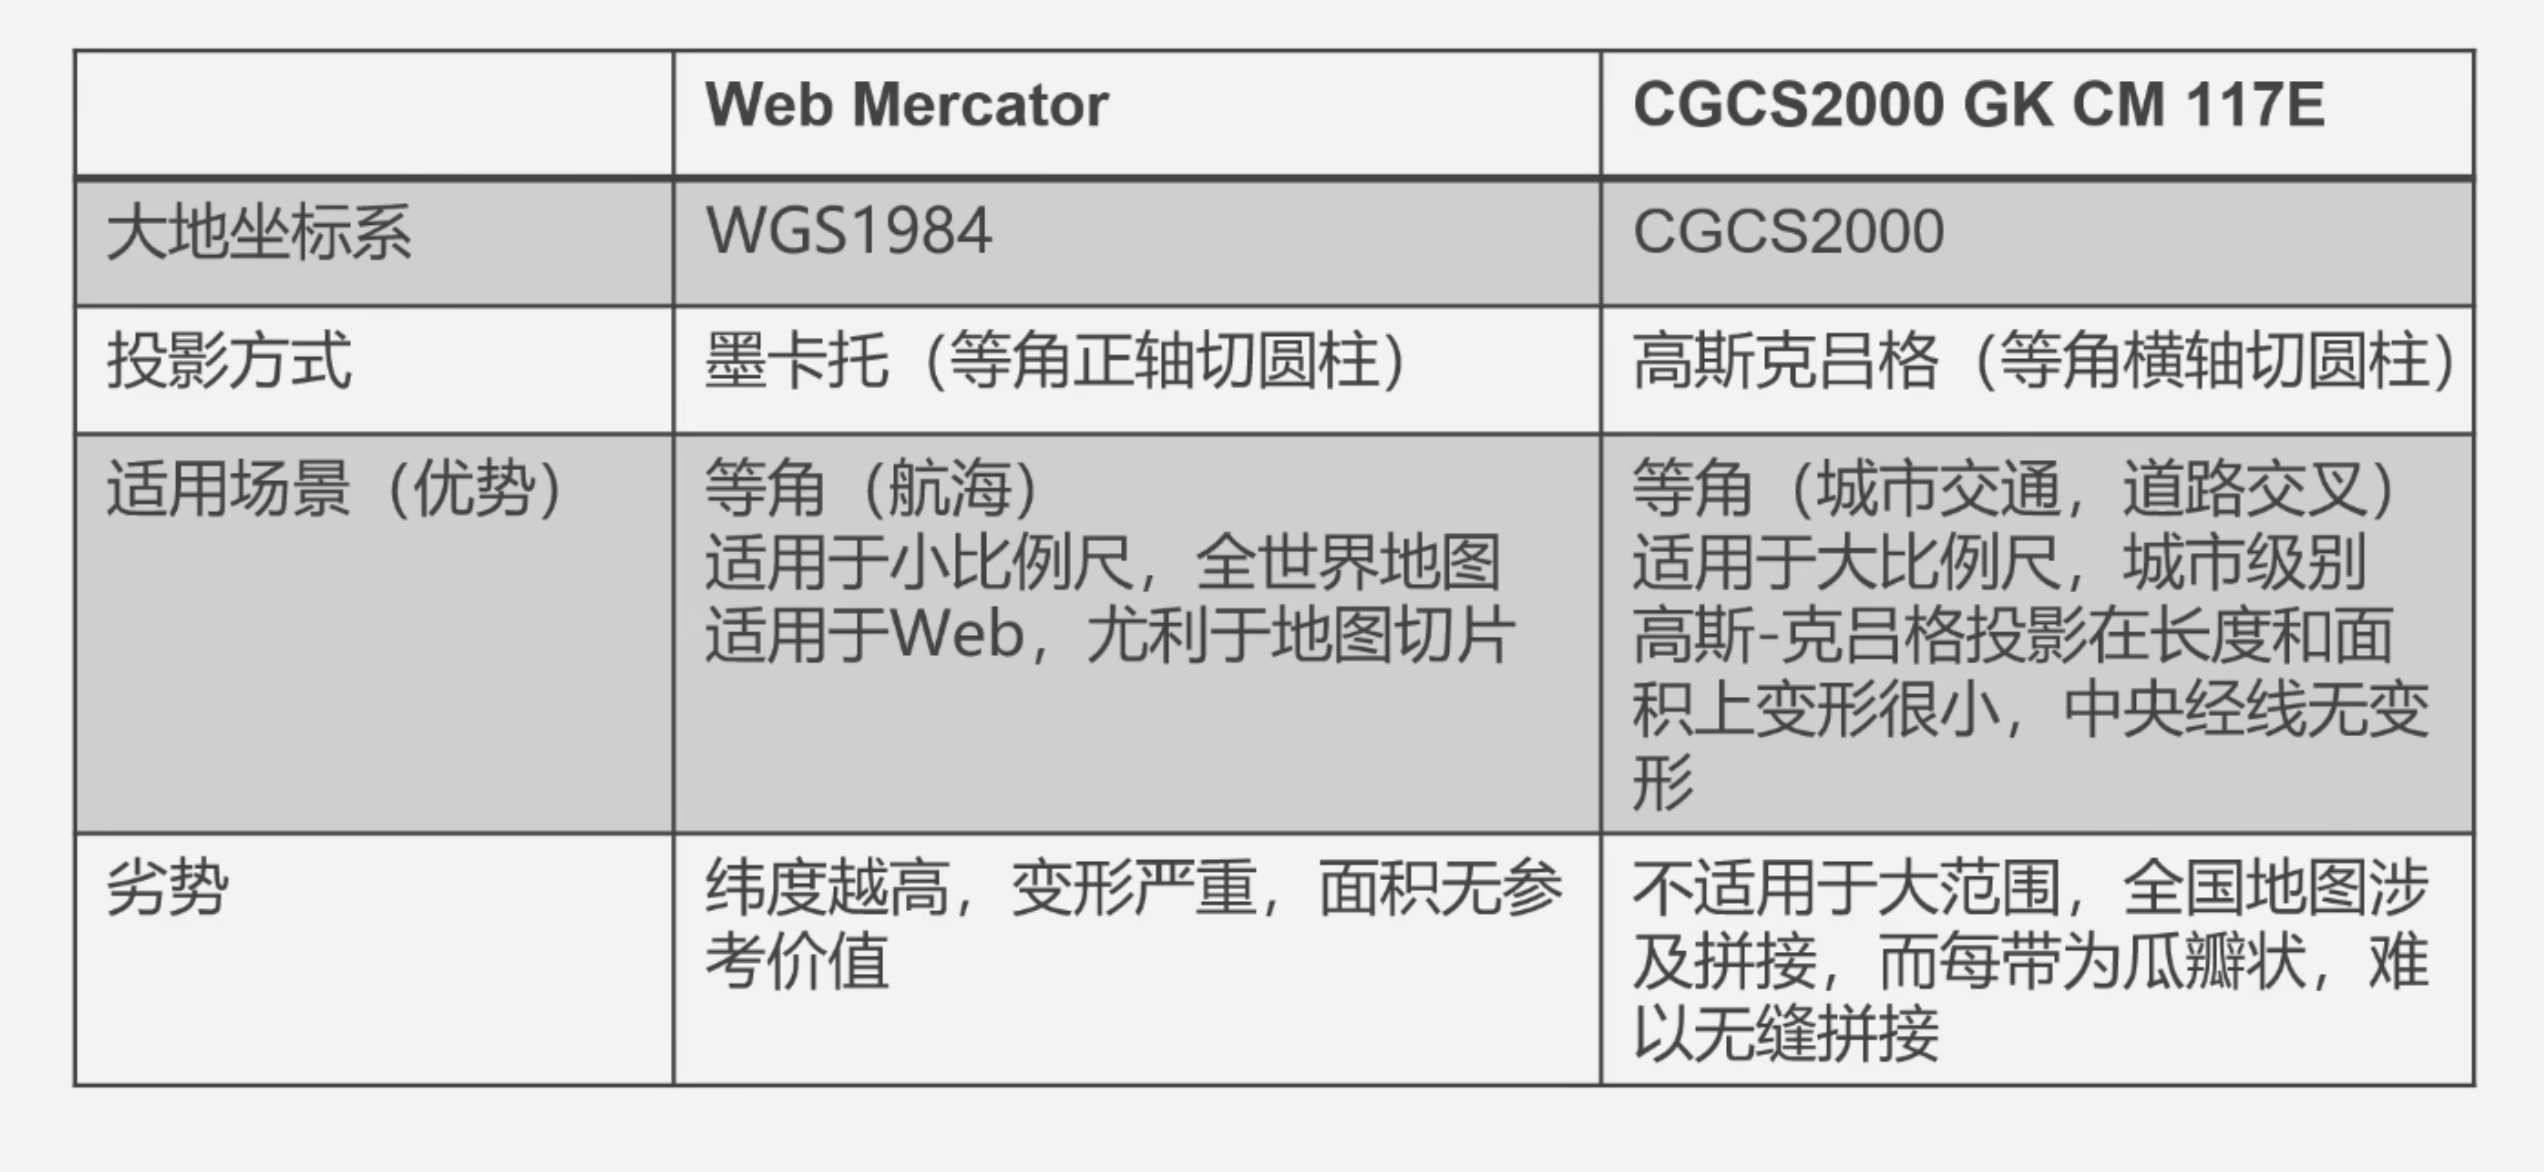 Web Mercator
CGCS2000 GK CM 117E
大地坐标系
WGS1984
CGCS2000
投影方式
墨卡托（等角正轴切圆柱）
高斯克吕格（等角横轴切圆柱）
适用场景（优势）
等角（航海）
适用于小比例尺，全世界地图
适用于Web，尤利于地图切片
等角（城市交通，道路交叉）
适用于大比例尺，城市级别
高斯-克吕格投影在长度和面
积上变形很小，中央经线无变
形
劣势
纬度越高，变形严重，面积无参
考价值
不适用于大范围，全国地图涉
及拼接，而每带为瓜瓣状，难
以无缝拼接